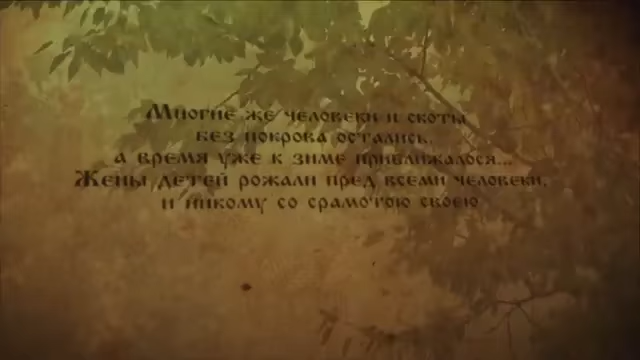 Многие же человеки и скоты
без покрова остались,
а время уже к зиме приближалося...
Жены детей рожали пред всеми человеки,
и никому со срамотою своею